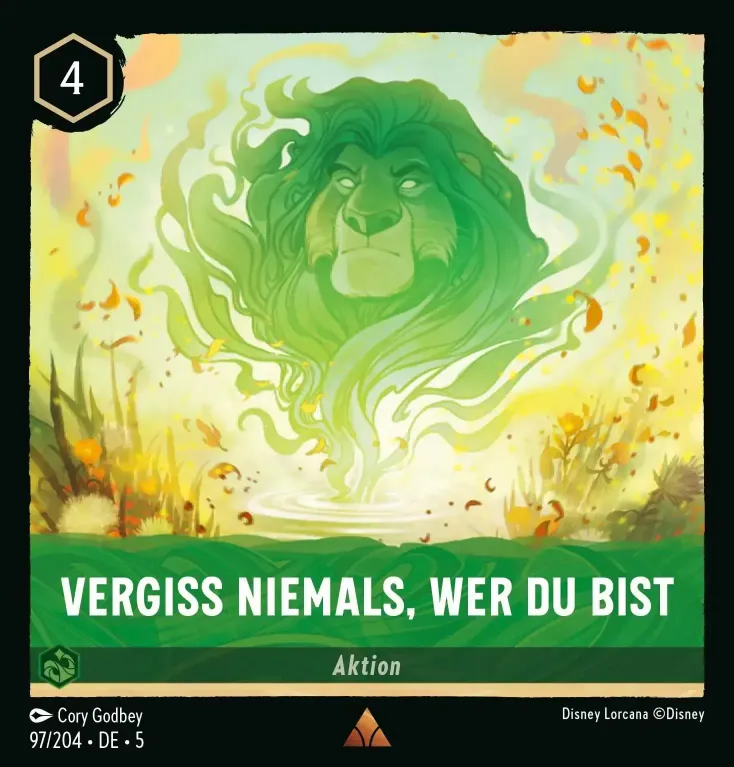 4
VERGISS NIEMALS, WER DU BIST
Aktion
Cory Godbey
Disney Lorcana ©Disney
97/204 • DE • 5